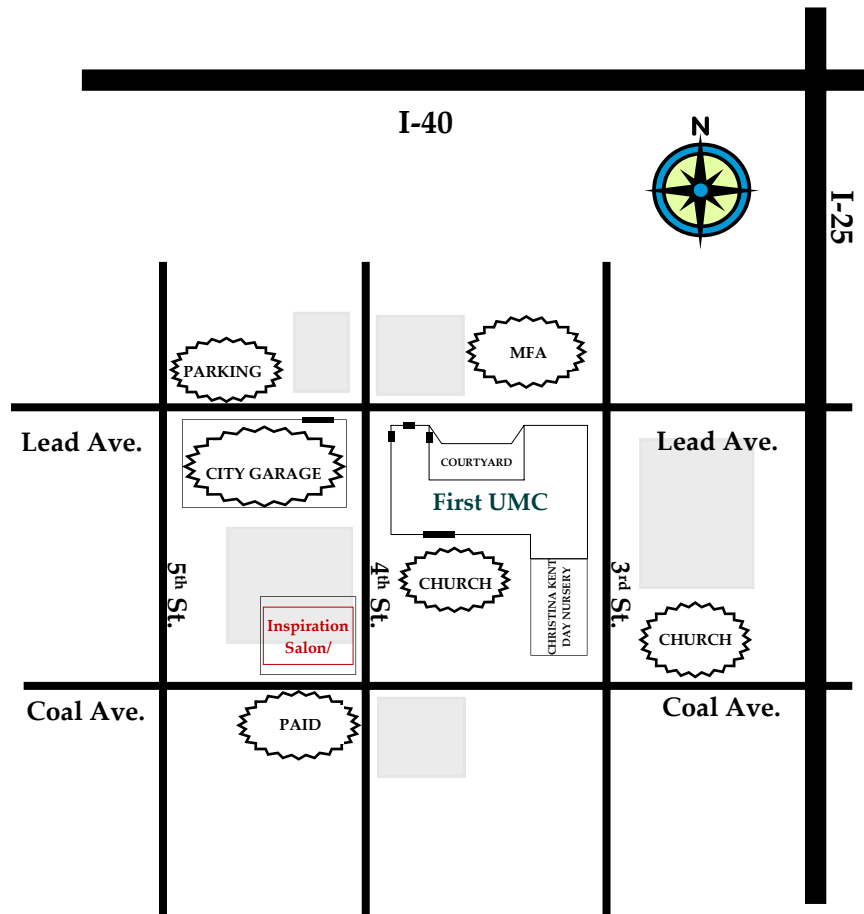 I-40
N
I-25
MFA
PARKING
Lead Ave.
Lead Ave.
COURTYARD
CITY GARAGE
First UMC
5th St.
4th St.
3rd St.
CHURCH
CHRISTINA KENT
DAY NURSERY
Inspiration
Salon/
CHURCH
Coal Ave.
Coal Ave.
PAID